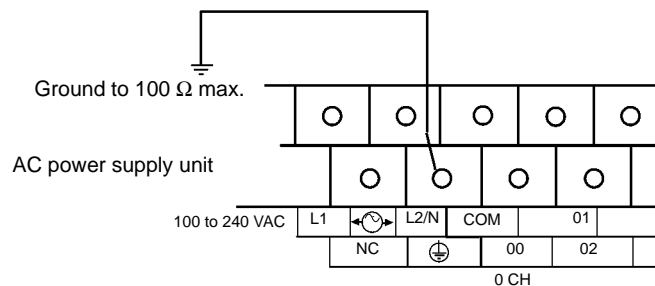 Ground to 100 Ω max.
AC power supply unit
100 to 240 VAC L1 L2/N COM 01
NC 00 02
0 CH